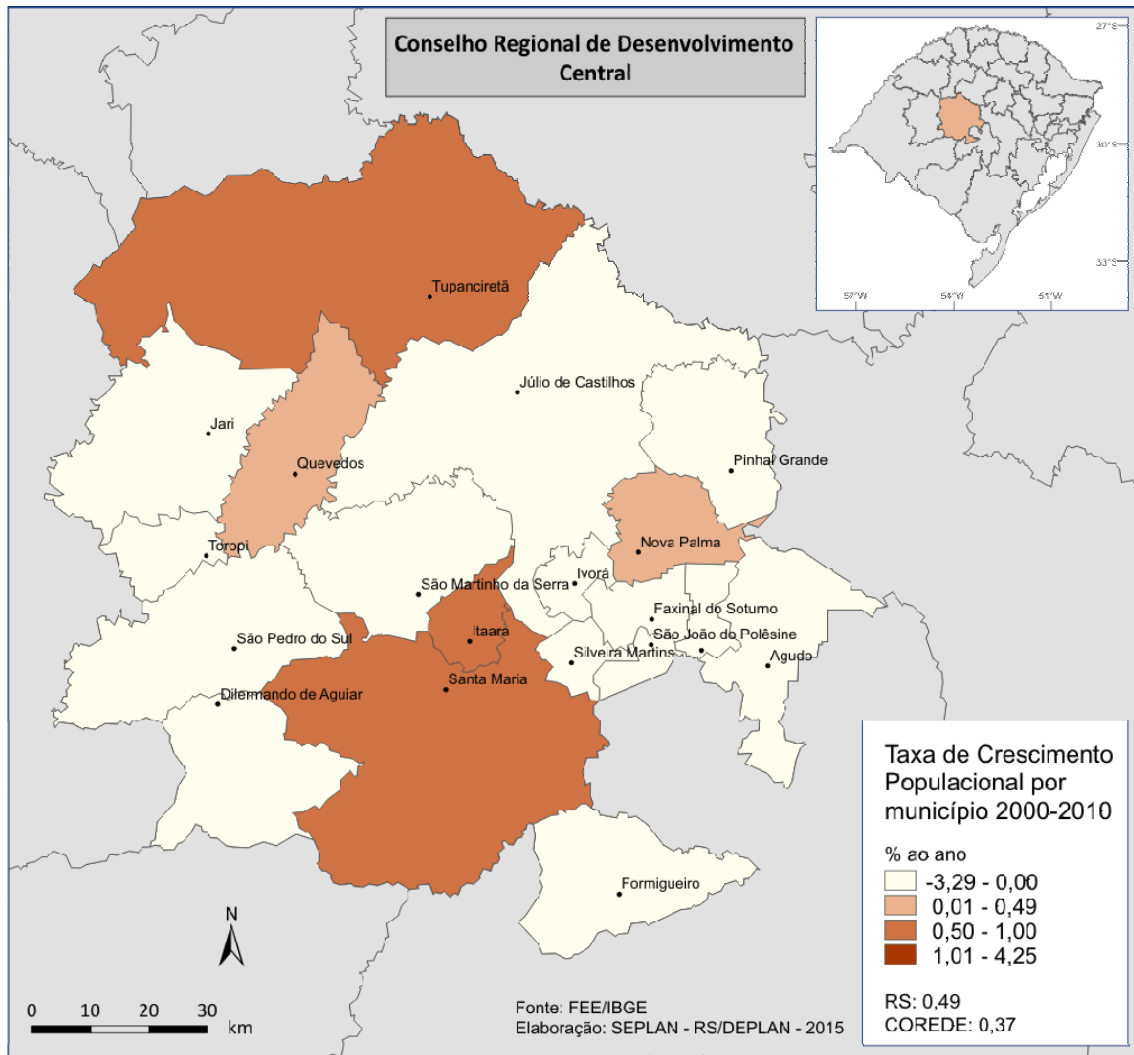 Conselho Regional de Desenvolvimento
Central
27°S
30°S
33°S
57°W
54°W
51°W
Tupanciretã
Júlio de Castilhos
Jari
Quevedos
Pinhal Grande
Toropi
Nova Palma
Ivorá
São Martinho da Serra
Faxinal do Soturno
São João do Polêsine
Itaara
São Pedro do Sul
Silveira Martins
Agudo
Santa Maria
Dilermando de Aguiar
Formigueiro
Taxa de Crescimento
Populacional por
município 2000-2010
% ao ano
-3,29 - 0,00
0,01 - 0,49
0,50 - 1,00
1,01 - 4,25
RS: 0,49
COREDE: 0,37
N
0 10 20 30
km
Fonte: FEE/IBGE
Elaboração: SEPLAN - RS/DEPLAN - 2015